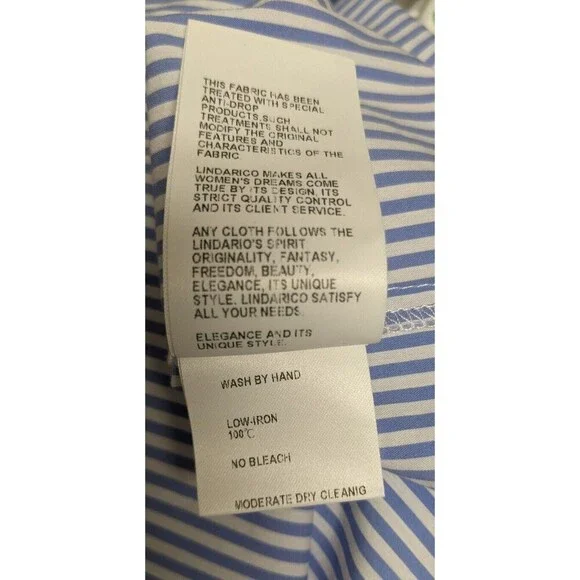 THIS FABRIC HAS BEEN
TREATED WITH SPECIAL
ANTI-DROP
PRODUCTS,SUCH
TREATMENTS SHALL NOT
MODIFY THE ORIGINAL
FEATURES AND
CHARACTERISTICS OF THE
FABRIC.
LINDARICO MAKES ALL
WOMEN'S DREAMS COME
TRUE BY ITS DESIGN, ITS
STRICT QUALITY CONTROL
AND ITS CLIENT SERVICE.
ANY CLOTH FOLLOWS THE
LINDARIO'S SPIRIT
ORIGINALITY, FANTASY,
FREEDOM, BEAUTY,
ELEGANCE, ITS UNIQUE
STYLE. LINDARICO SATISFY
ALL YOUR NEEDS.
ELEGANCE AND ITS
UNIQUE STYLE.
WASH BY HAND
LOW-IRON
100℃
NO BLEACH
MODERATE DRY CLEANIG